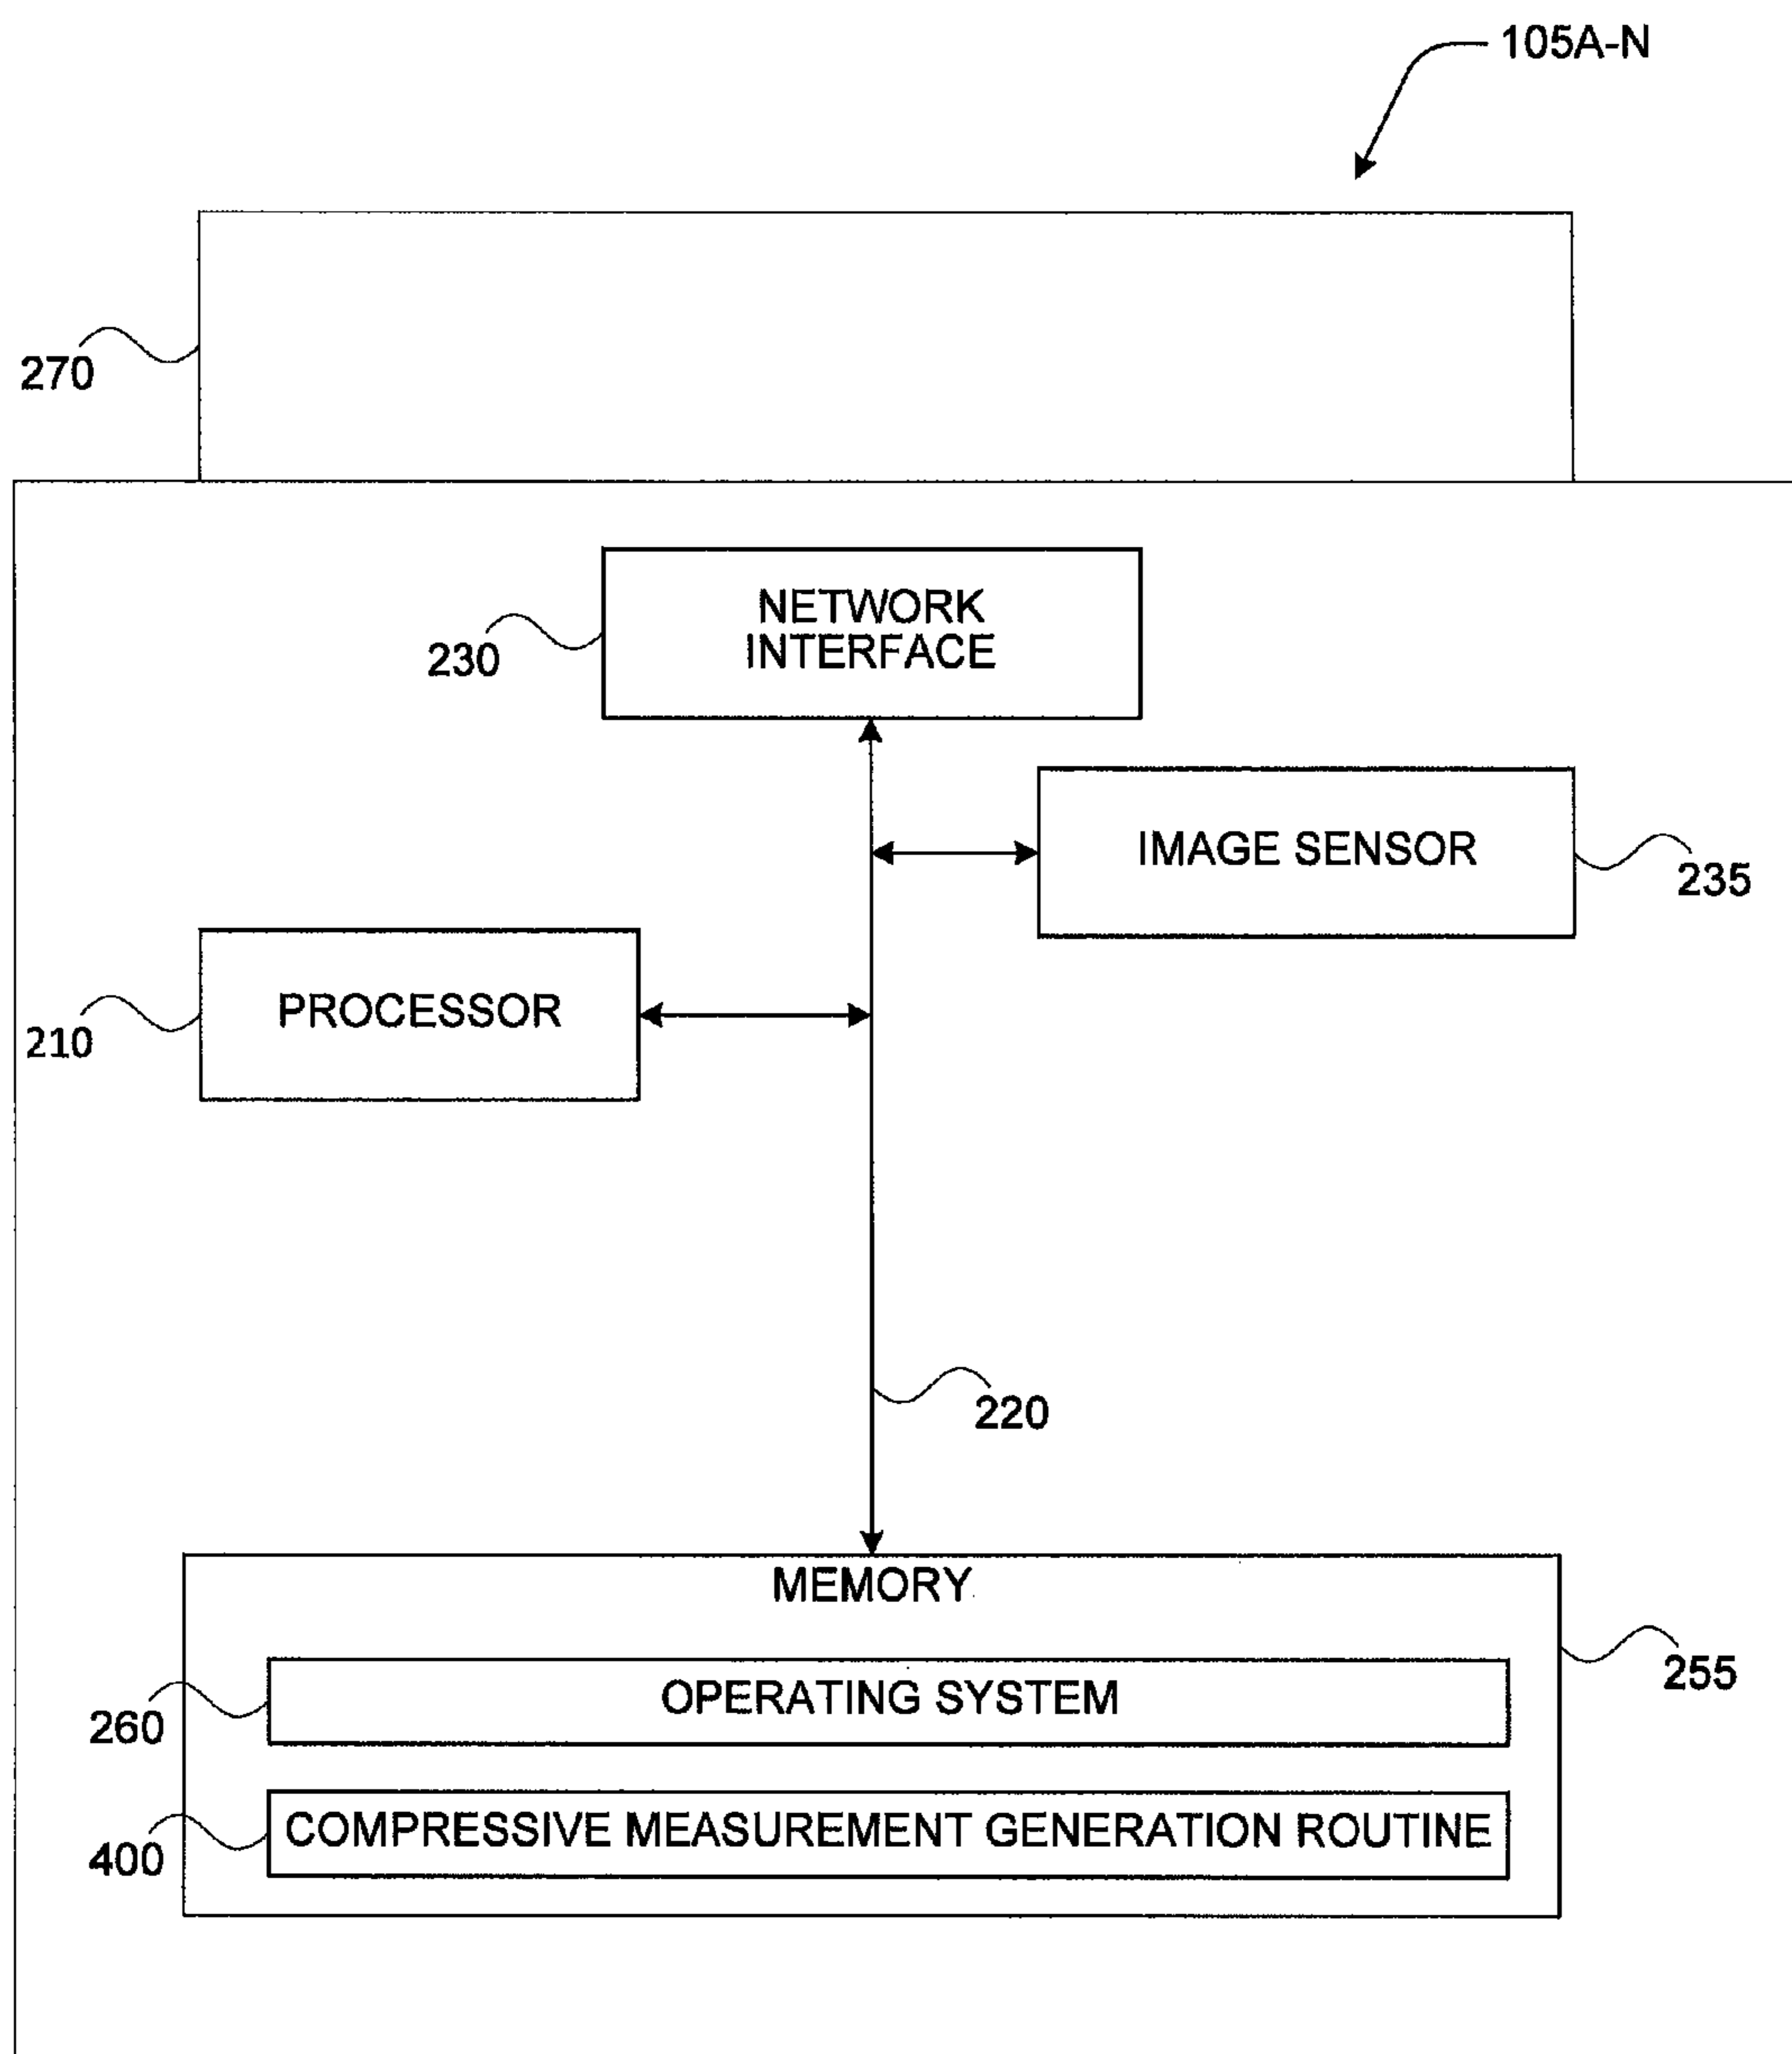 105A-N
270
NETWORK
INTERFACE
230
IMAGE SENSOR
235
PROCESSOR
210
220
MEMORY
255
OPERATING SYSTEM
260
COMPRESSIVE MEASUREMENT GENERATION ROUTINE
400